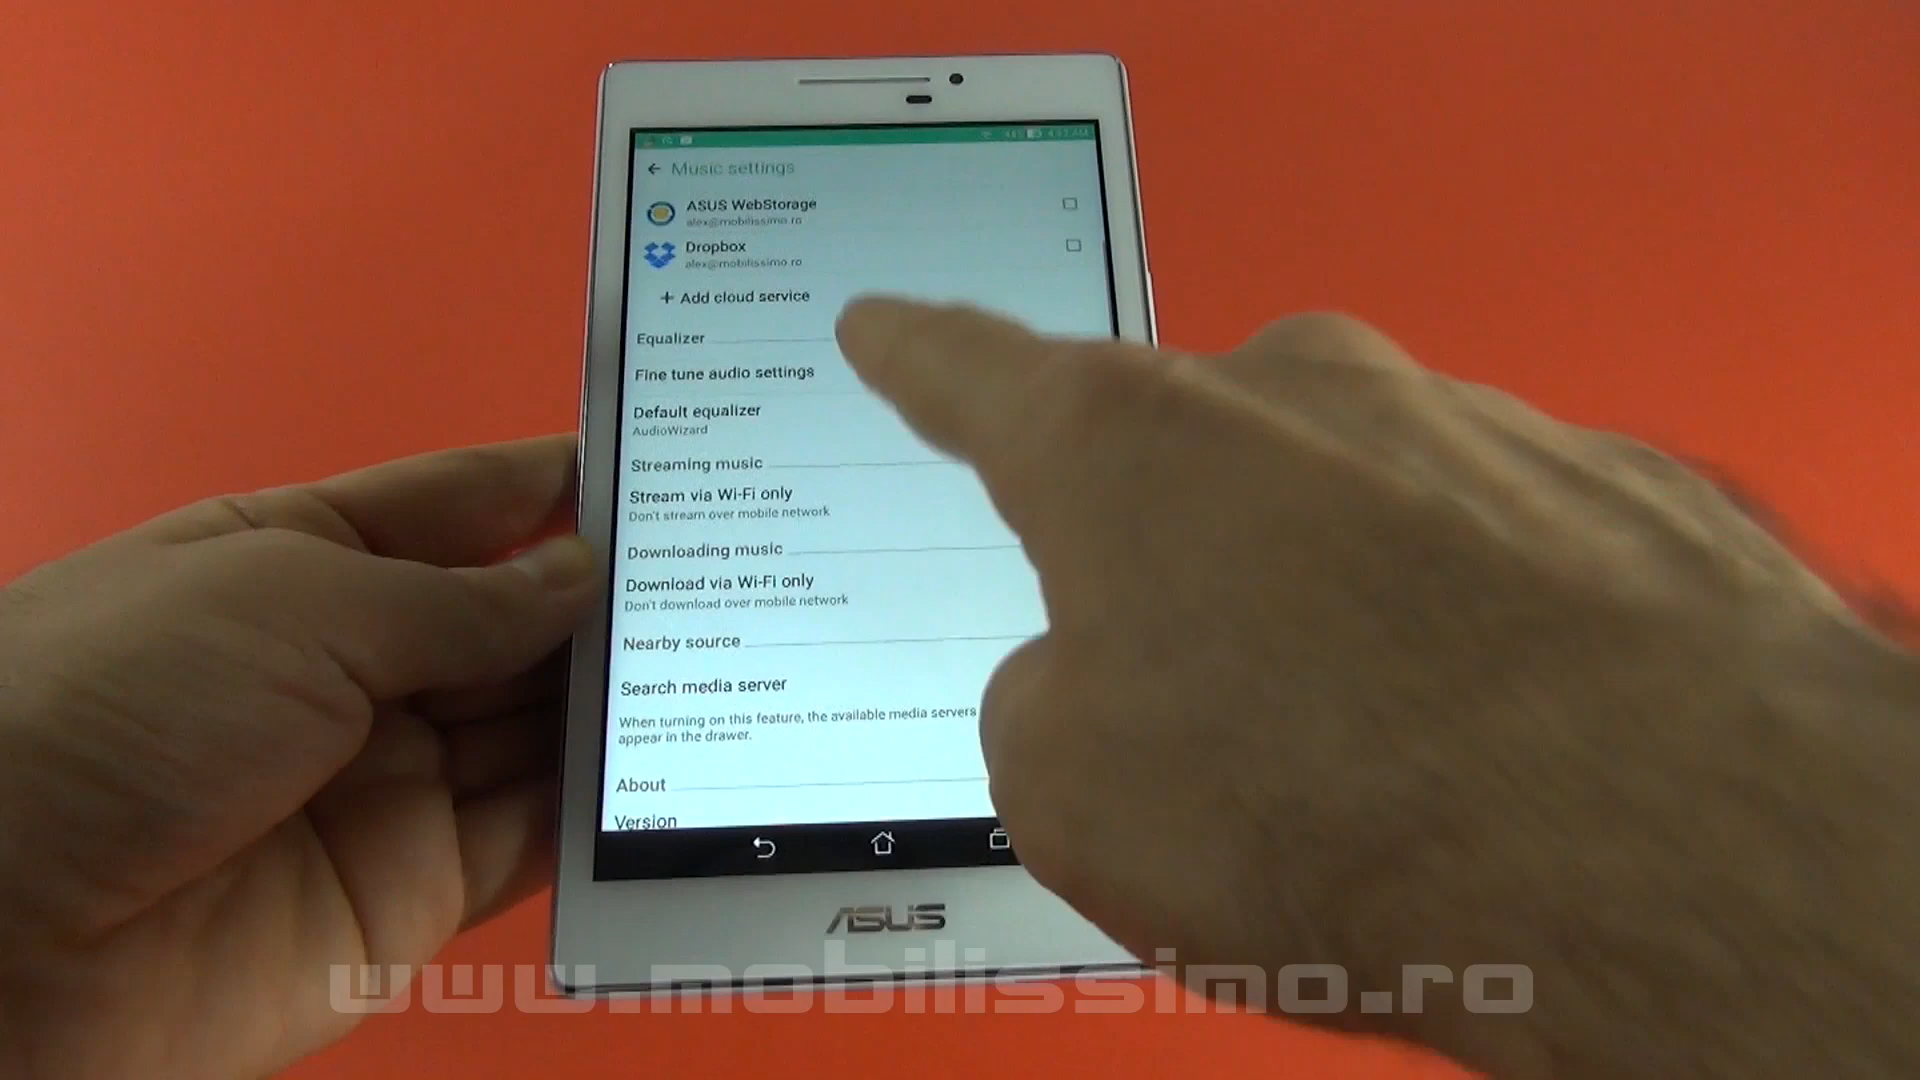 Music settings
ASUS WebStorage
alex@mobilissimo.ro
Dropbox
alex@mobilissimo.ro
+ Add cloud service
Equalizer
Fine tune audio settings
Default equalizer
AudioWizard
Streaming music
Stream via Wi-Fi only
Don't stream over mobile network
Downloading music
Download via Wi-Fi only
Don't download over mobile network
Nearby source
Search media server
When turning on this feature, the available media servers
appear in the drawer.
About
Version
ASUS
www.mobilissimo.ro